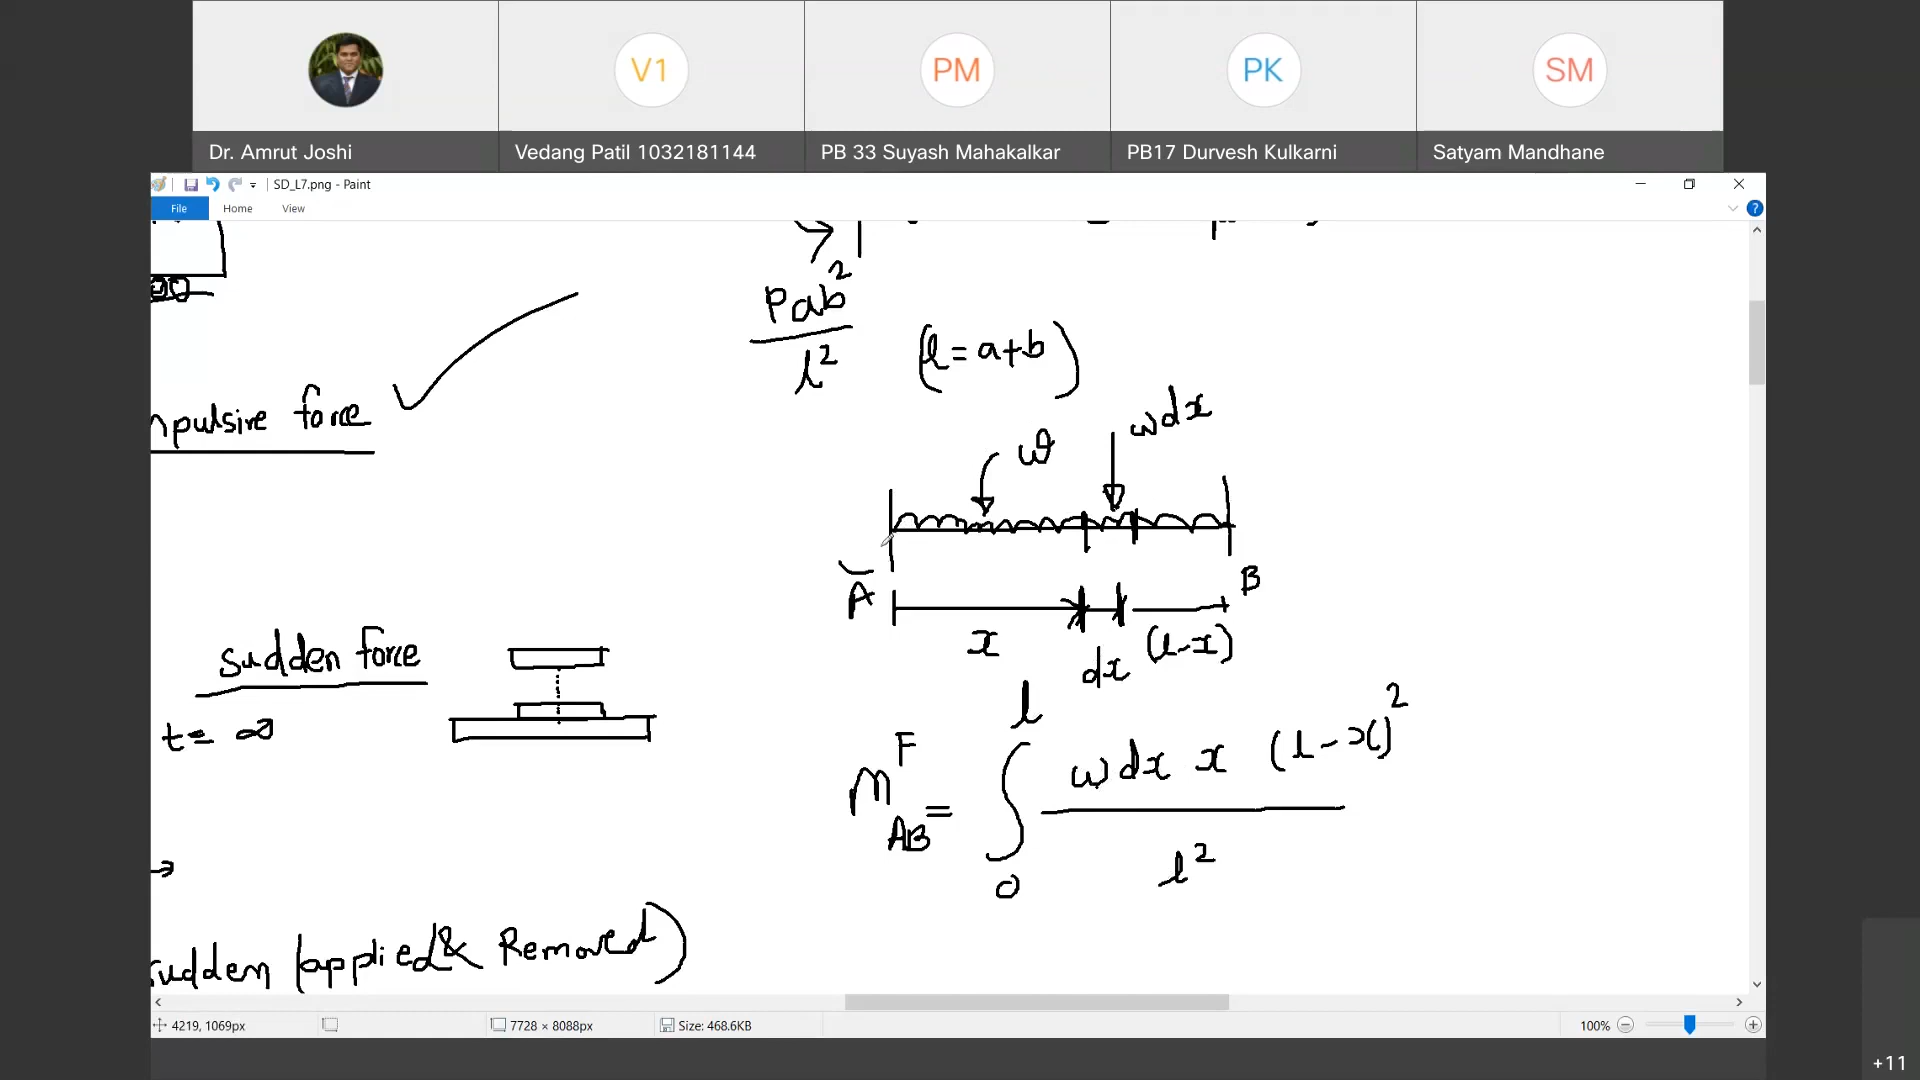 V1
PM
PK
SM
Dr. Amrut Joshi
Vedang Patil 1032181144
PB 33 Suyash Mahakalkar
PB17 Durvesh Kulkarni
Satyam Mandhane
SD_L7.png - Paint
File
Home
View
Pab²
l²
(l = a+b)
npulsive force
w
wdx
A
B
x
dx
(l-x)
sudden force
t = ∞
M^F_AB = ∫_0^l wdx x (l-x)²
l²
sudden (applied & Removed)
4219, 1069px
7728 × 8088px
Size: 468.6KB
100%
+11